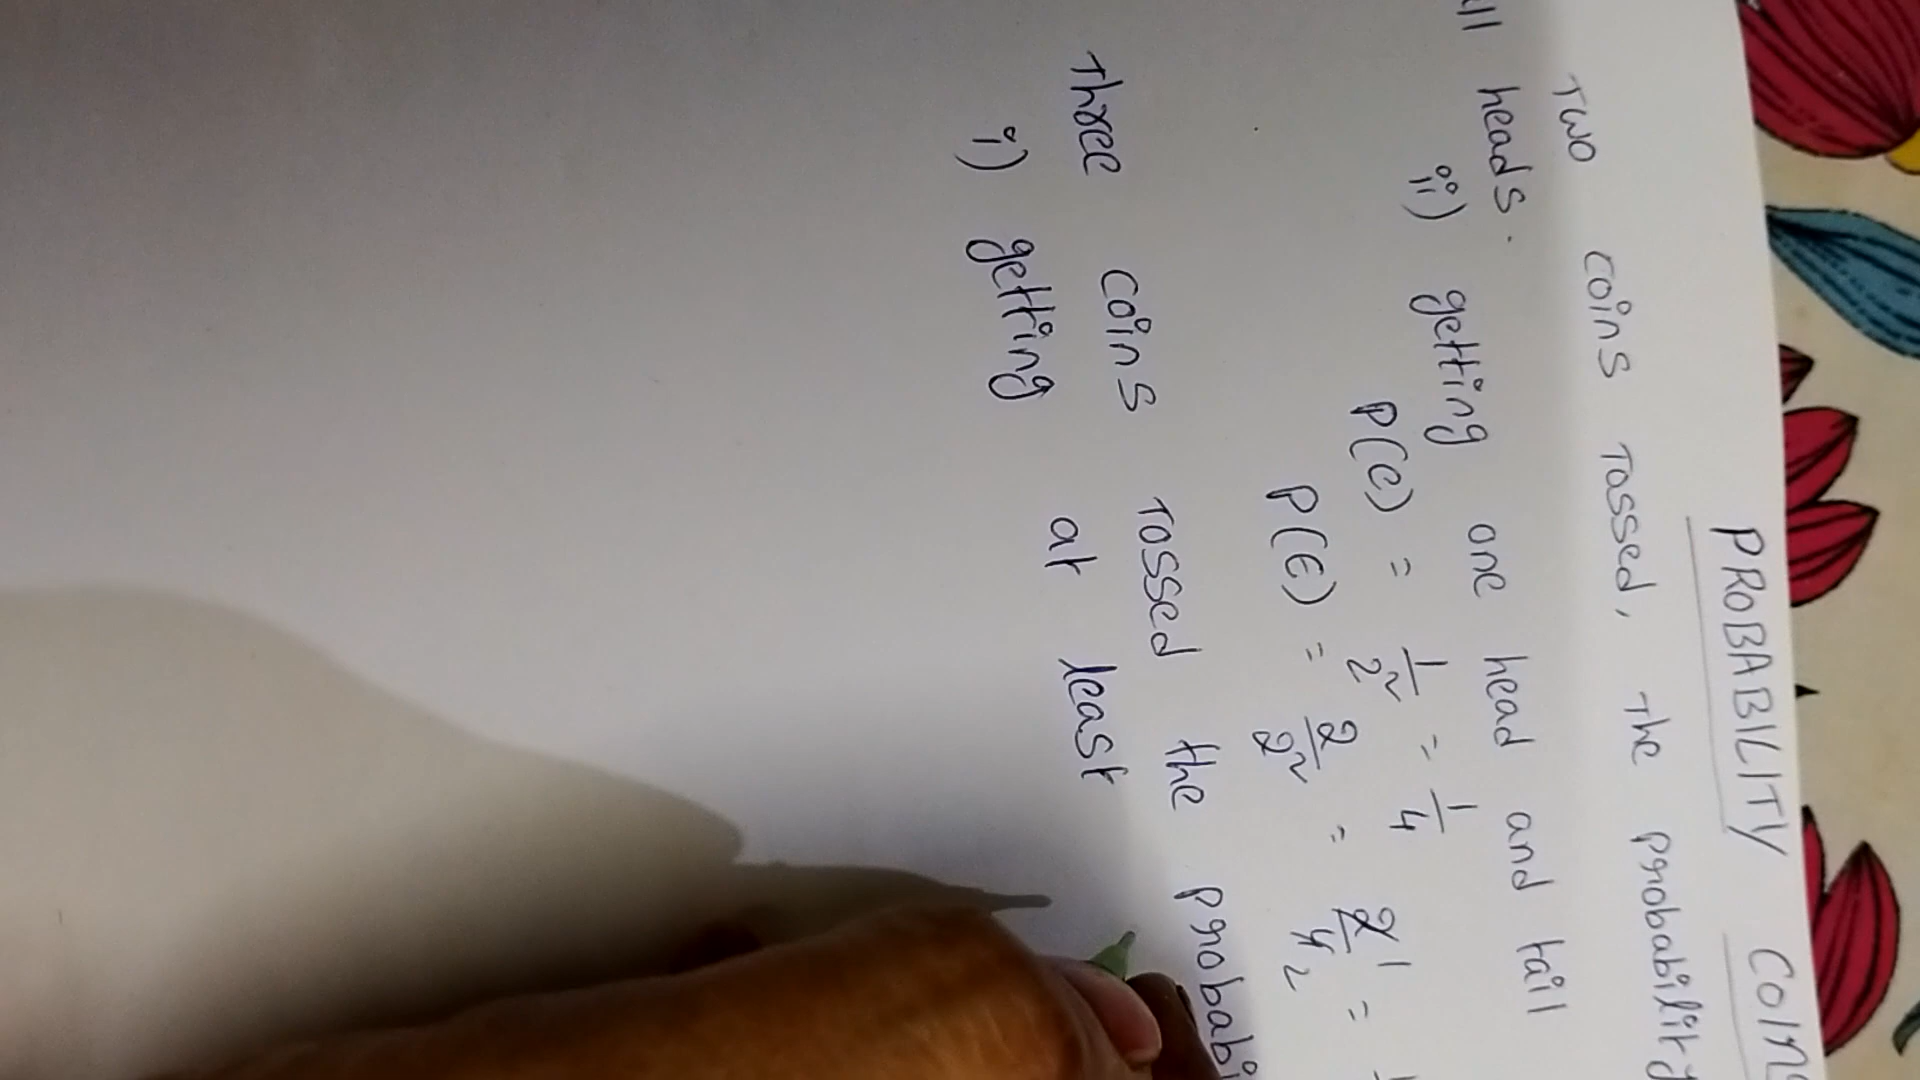 PROBABILITY COIN
Two coins Tossed, The probability
all heads.
ii) getting one head and tail
P(e) = 1/2² = 1/4
P(E) = 2/2² = 2/4 1 2 =
Three coins Tossed the probabi
i) getting at least